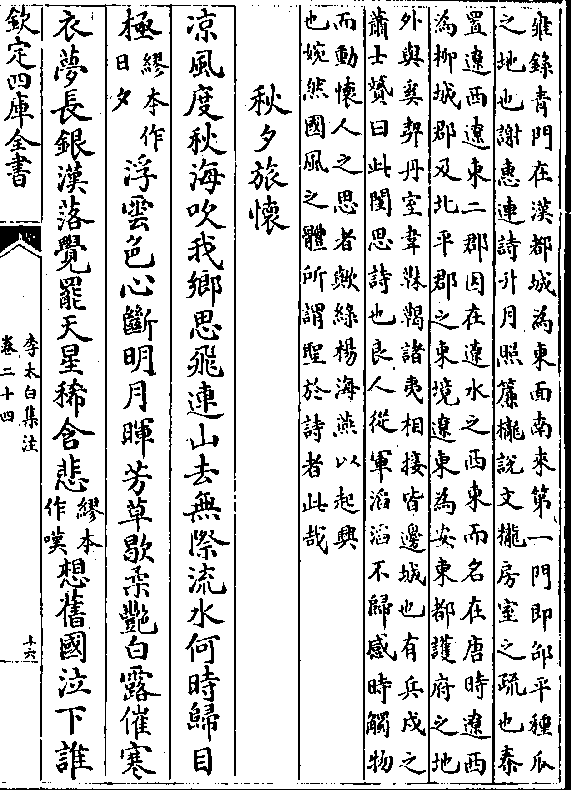 雍錄青門在漢都城為東面南來第一門即邵平種瓜
之地也謝惠連詩升月照簾櫳說文櫳房室之疏也秦
置遼西遼東二郡因在遼水之西東而名在唐時遼西
為柳城郡及北平郡之東境遼東為安東都護府之地
外與奚契丹室韋靺鞨諸夷相接皆邊城也有兵戍之
蕭士贇曰此閨思詩也良人從軍滔滔不歸感時觸物
而動懷人之思者歟綠楊海燕以起興
也婉然國風之體所謂聖於詩者此哉
秋夕旅懷
涼風度秋海吹我鄉思飛連山去無際流水何時歸目
極繆本作日夕浮雲色心斷明月暉芳草歇柔艷白露催寒
衣夢長銀漢落覺罷天星稀含悲繆本作嘆想舊國泣下誰
欽定四庫全書
李太白集注
卷二十四
十六